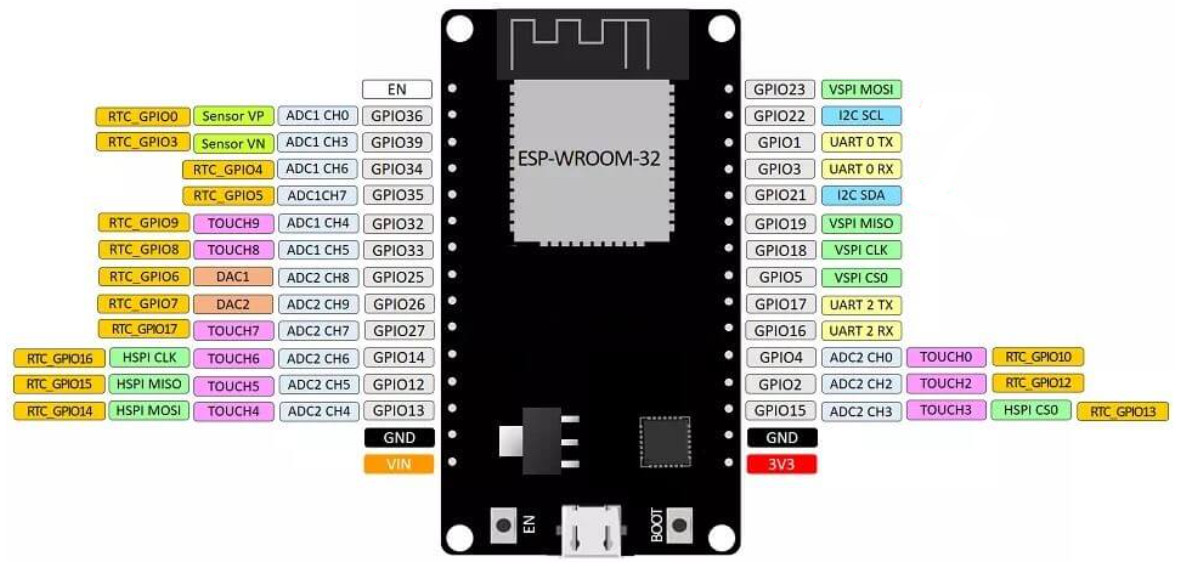 EN GPIO23 VSPI MOSI
RTC_GPIO0 Sensor VP ADC1 CH0 GPIO36 GPIO22 I2C SCL
RTC_GPIO3 Sensor VN ADC1 CH3 GPIO39 GPIO1 UART 0 TX
ESP-WROOM-32
RTC_GPIO4 ADC1 CH6 GPIO34 GPIO3 UART 0 RX
RTC_GPIO5 ADC1CH7 GPIO35 GPIO21 I2C SDA
RTC_GPIO9 TOUCH9 ADC1 CH4 GPIO32 GPIO19 VSPI MISO
RTC_GPIO8 TOUCH8 ADC1 CH5 GPIO33 GPIO18 VSPI CLK
RTC_GPIO6 DAC1 ADC2 CH8 GPIO25 GPIO5 VSPI CS0
RTC_GPIO7 DAC2 ADC2 CH9 GPIO26 GPIO17 UART 2 TX
RTC_GPIO17 TOUCH7 ADC2 CH7 GPIO27 GPIO16 UART 2 RX
RTC_GPIO16 HSPI CLK TOUCH6 ADC2 CH6 GPIO14 GPIO4 ADC2 CH0 TOUCH0 RTC_GPIO10
RTC_GPIO15 HSPI MISO TOUCH5 ADC2 CH5 GPIO12 GPIO2 ADC2 CH2 TOUCH2 RTC_GPIO12
RTC_GPIO14 HSPI MOSI TOUCH4 ADC2 CH4 GPIO13 GPIO15 ADC2 CH3 TOUCH3 HSPI CS0 RTC_GPIO13
GND GND
VIN 3V3
EN BOOT